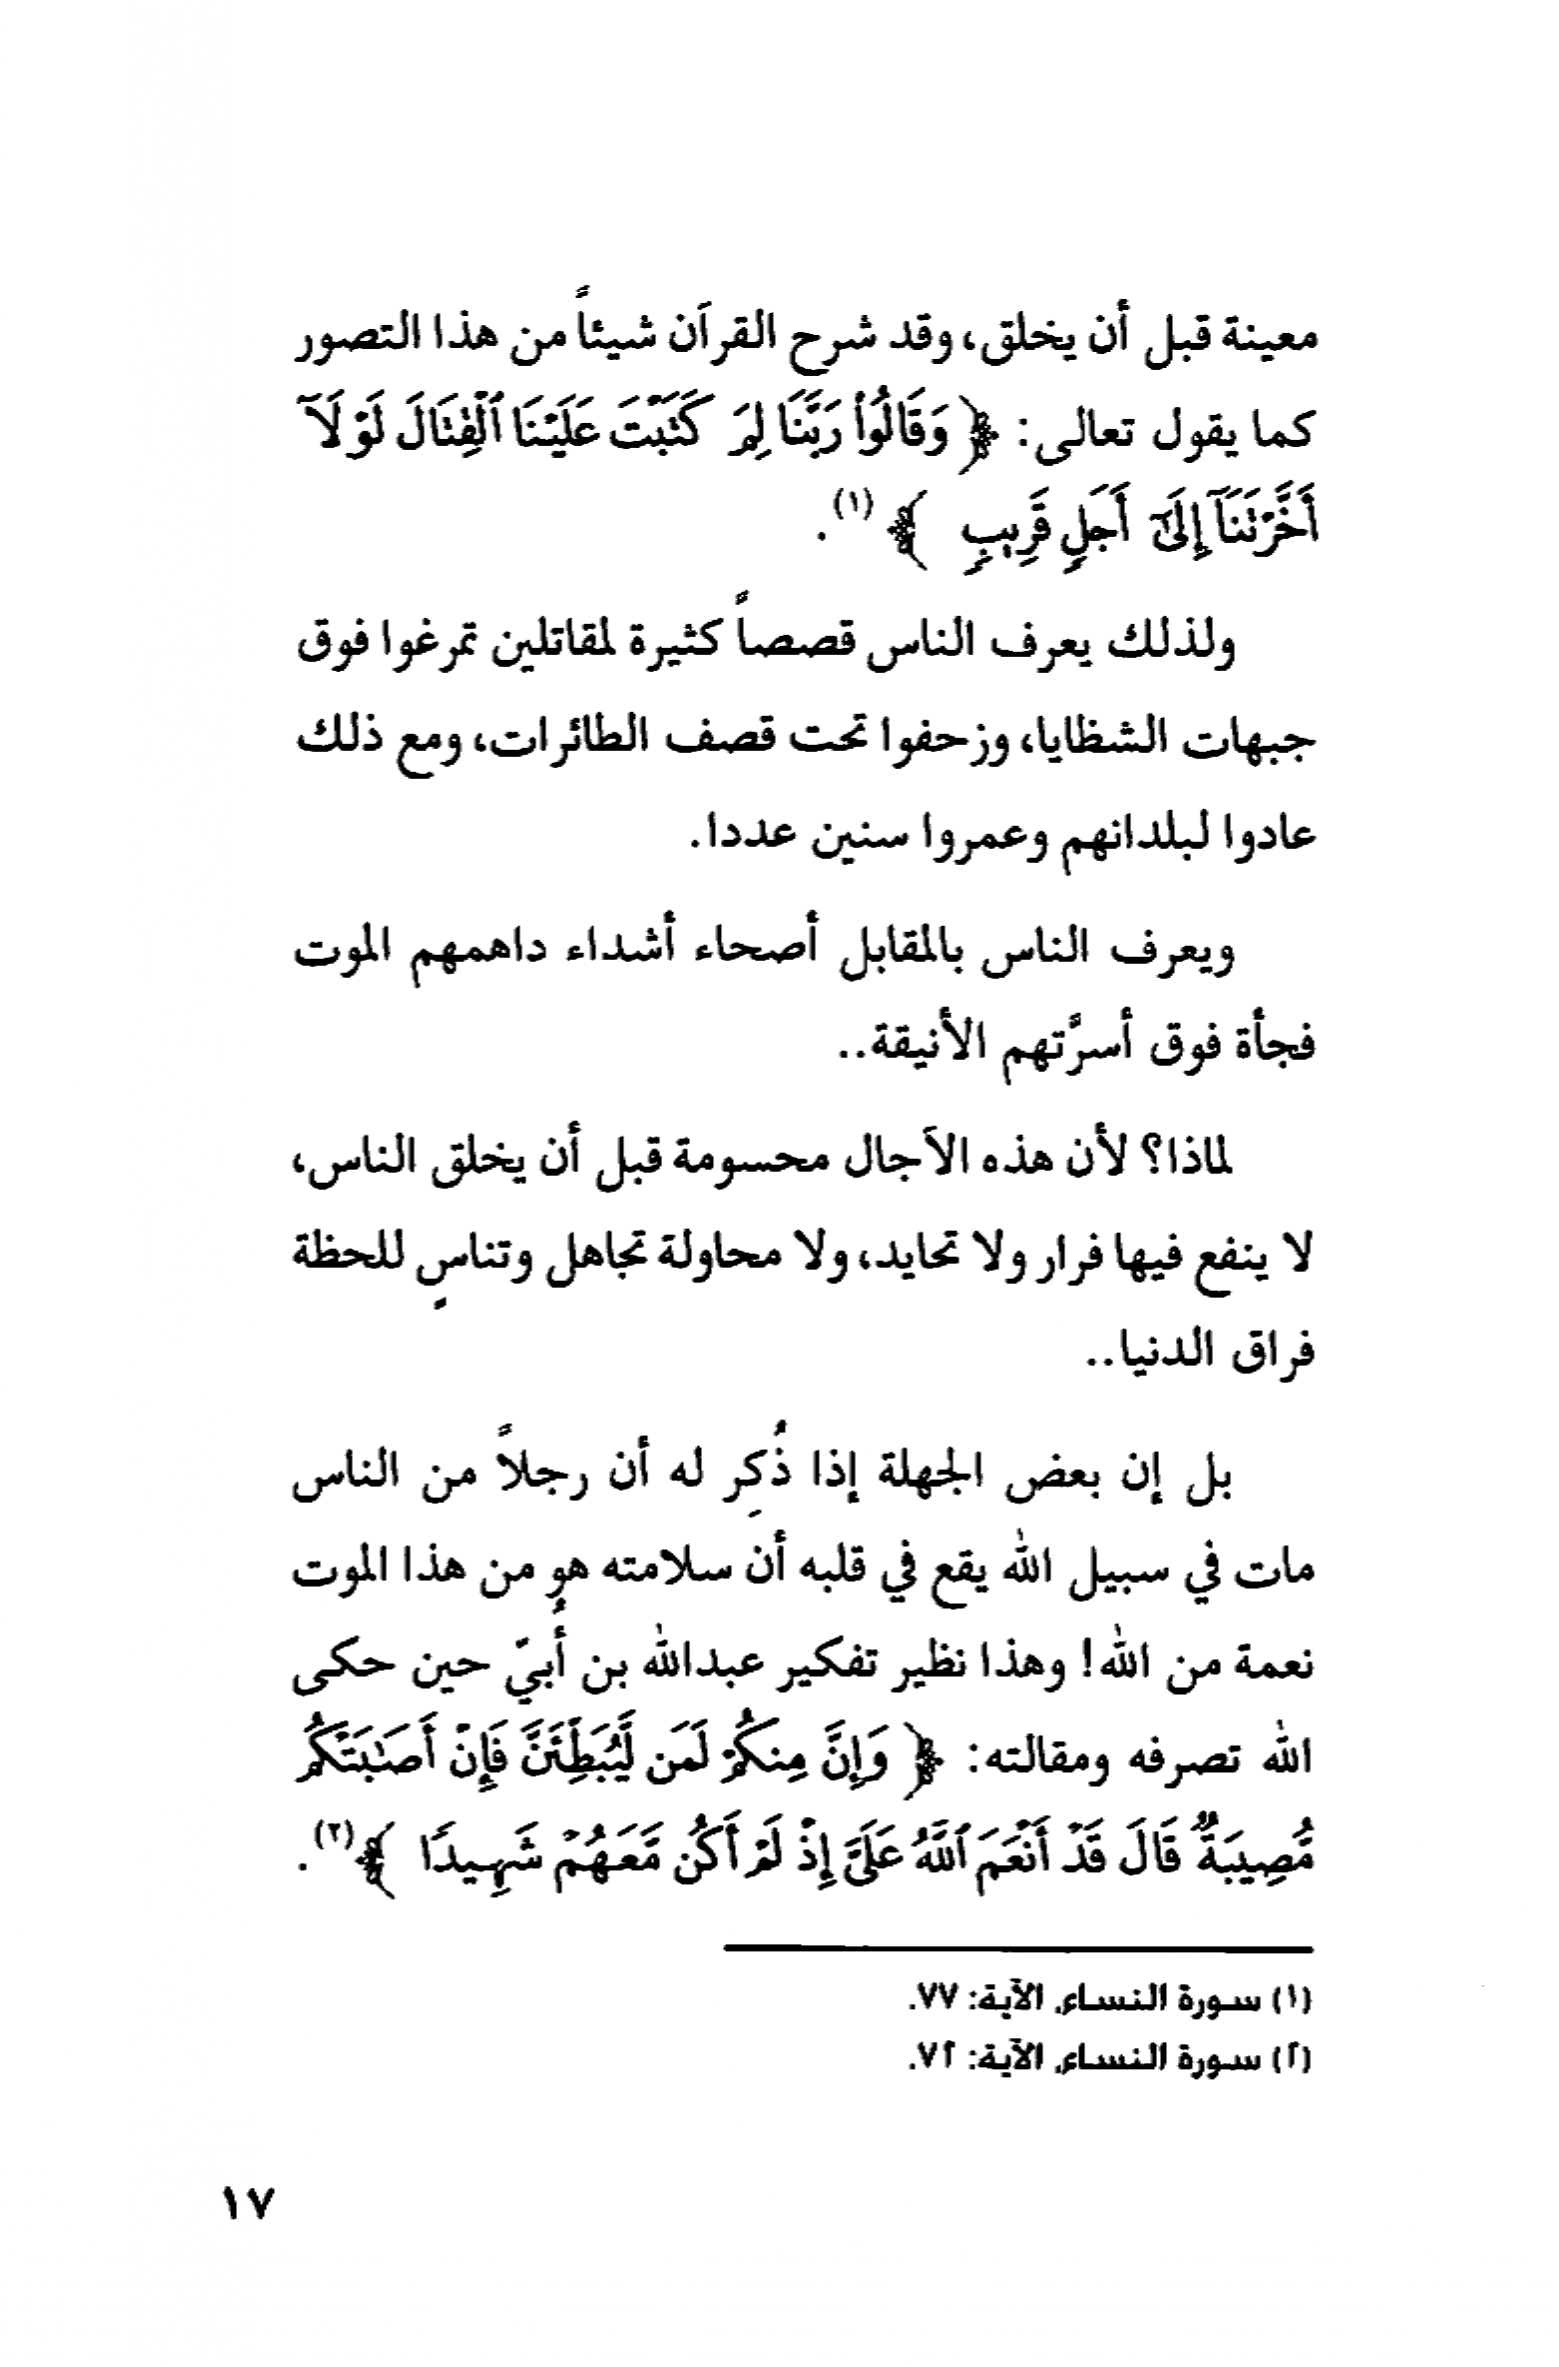 معينة قبل أن يخلق، وقد شرح القرآن شيئاً من هذا التصور
كما يقول تعالى: ﴿ وَقَالُوا۟ رَبَّنَا لِمَ كَتَبْتَ عَلَيْنَا ٱلْقِتَالَ لَوْلَآ
أَخَّرْتَنَآ إِلَىٰٓ أَجَلٍ قَرِيبٍ ﴾(١).
ولذلك يعرف الناس قصصاً كثيرة لمقاتلين تمرغوا فوق
جبهات الشظايا، وزحفوا تحت قصف الطائرات، ومع ذلك
عادوا لبلدانهم وعمروا سنين عددا.
ويعرف الناس بالمقابل أصحاء أشداء داهمهم الموت
فجأة فوق أسرَّتهم الأنيقة..
لماذا؟ لأن هذه الآجال محسومة قبل أن يخلق الناس،
لا ينفع فيها فرار ولا تحايد، ولا محاولة تجاهل وتناسٍ للحظة
فراق الدنيا..
بل إن بعض الجهلة إذا ذُكِر له أن رجلاً من الناس
مات في سبيل الله يقع في قلبه أن سلامته هو من هذا الموت
نعمة من الله! وهذا نظير تفكير عبدالله بن أُبيّ حين حكى
الله تصرفه ومقالته: ﴿ وَإِنَّ مِنكُمْ لَمَن لَّيُبَطِّئَنَّ فَإِنْ أَصَٰبَتْكُم
مُّصِيبَةٌ قَالَ قَدْ أَنْعَمَ ٱللَّهُ عَلَىَّ إِذْ لَمْ أَكُن مَّعَهُمْ شَهِيدًا ﴾(٢).
(١) سورة النساء، الآية: ٧٧.
(٢) سورة النساء، الآية: ٧٢.
١٧